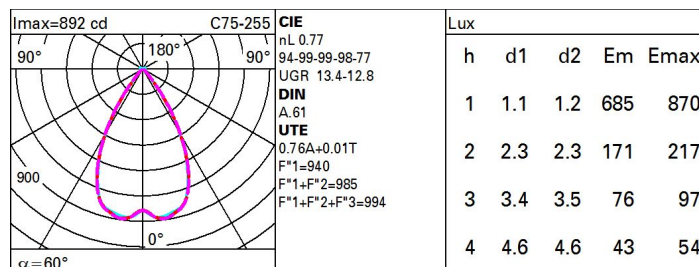 Imax=892 cd C75-255
90° 180° 90°
900
0°
α=60°
CIE
nL 0.77
94-99-99-98-77
UGR 13.4-12.8
DIN
A.61
UTE
0.76A+0.01T
F"1=940
F"1+F"2=985
F"1+F"2+F"3=994
Lux
h d1 d2 Em Emax
1 1.1 1.2 685 870
2 2.3 2.3 171 217
3 3.4 3.5 76 97
4 4.6 4.6 43 54